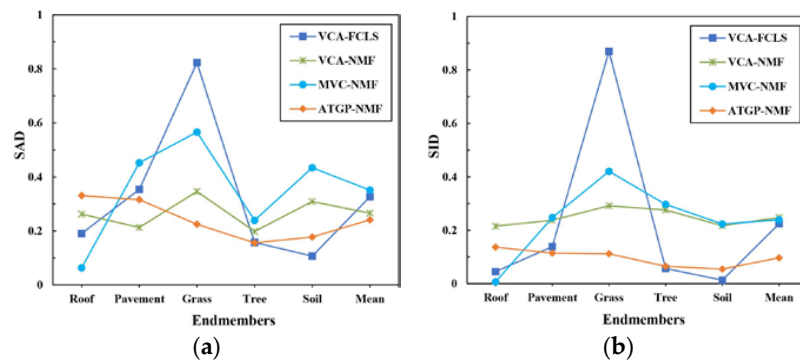 1
0.8
0.6
0.4
0.2
0
SAD
VCA-FCLS
VCA-NMF
MVC-NMF
ATGP-NMF
Roof Pavement Grass Tree Soil Mean
Endmembers
(a)
1
0.8
0.6
0.4
0.2
0
SID
VCA-FCLS
VCA-NMF
MVC-NMF
ATGP-NMF
Roof Pavement Grass Tree Soil Mean
Endmembers
(b)